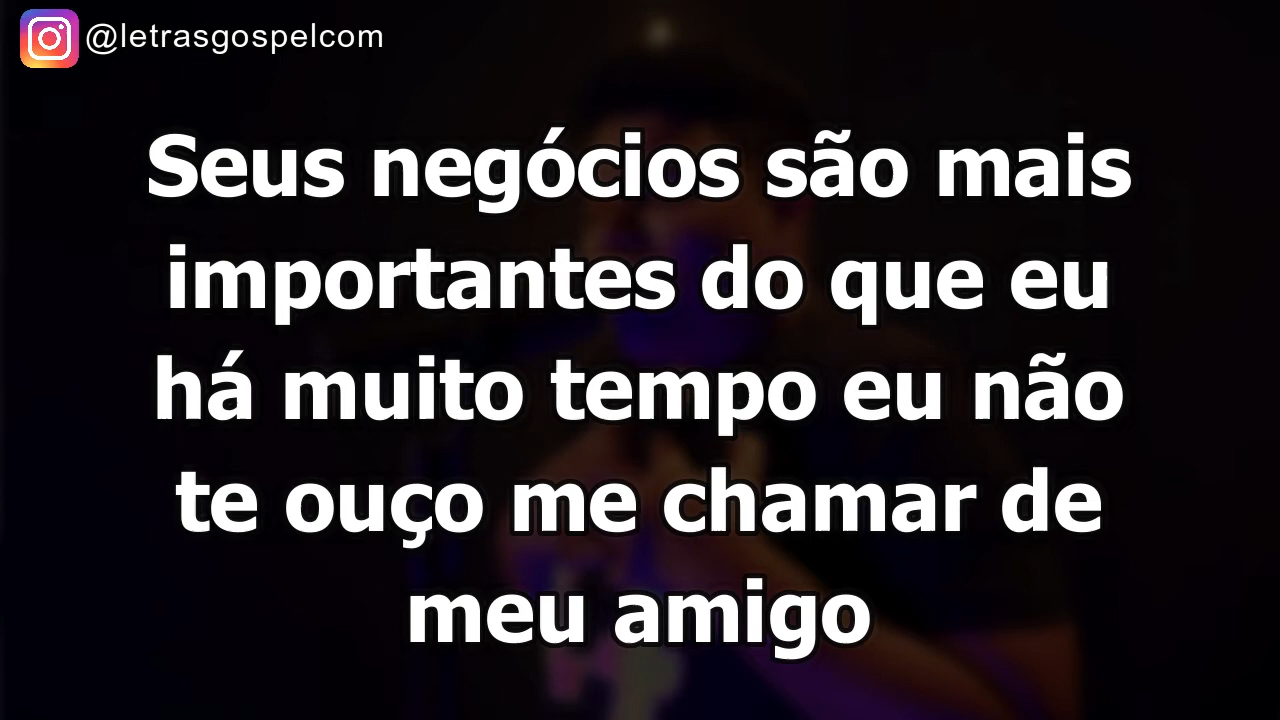 @letrasgospelcom
Seus negócios são mais
importantes do que eu
há muito tempo eu não
te ouço me chamar de
meu amigo